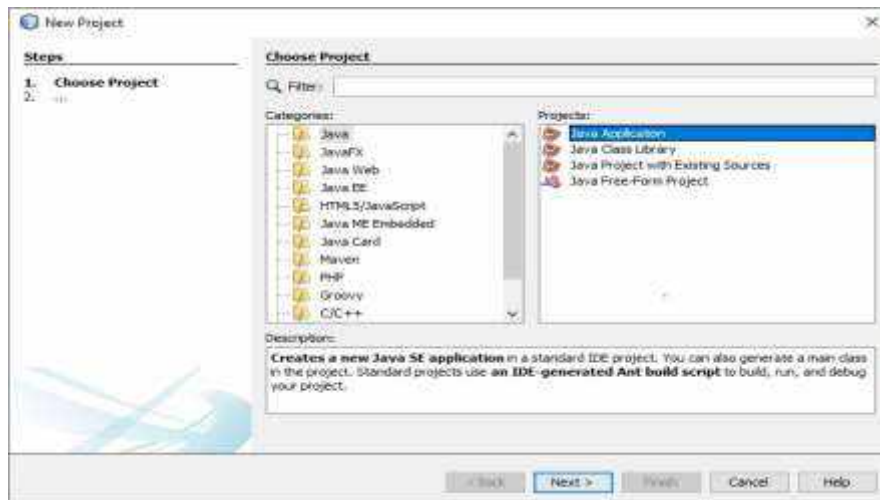 New Project
Steps
1. Choose Project
2. ...
Choose Project
Filter:
Categories:
Java
JavaFX
Java Web
Java EE
HTML5/JavaScript
Java ME Embedded
Java Card
Maven
PHP
Groovy
C/C++
Projects:
Java Application
Java Class Library
Java Project with Existing Sources
Java Free-Form Project
Description:
Creates a new Java SE application in a standard IDE project. You can also generate a main class
in the project. Standard projects use an IDE-generated Ant build script to build, run, and debug
your project.
< Back Next > Finish Cancel Help